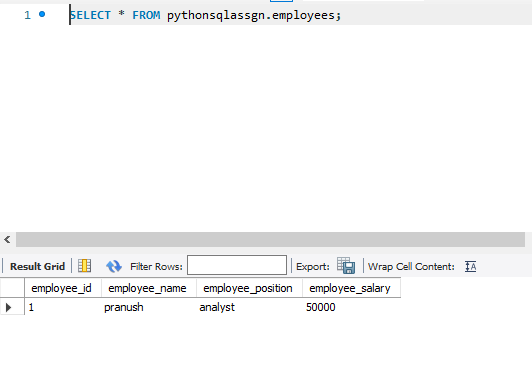 1 SELECT * FROM pythonsqlassgn.employees;
Result Grid Filter Rows: Export: Wrap Cell Content:
employee_id employee_name employee_position employee_salary
1 pranush analyst 50000